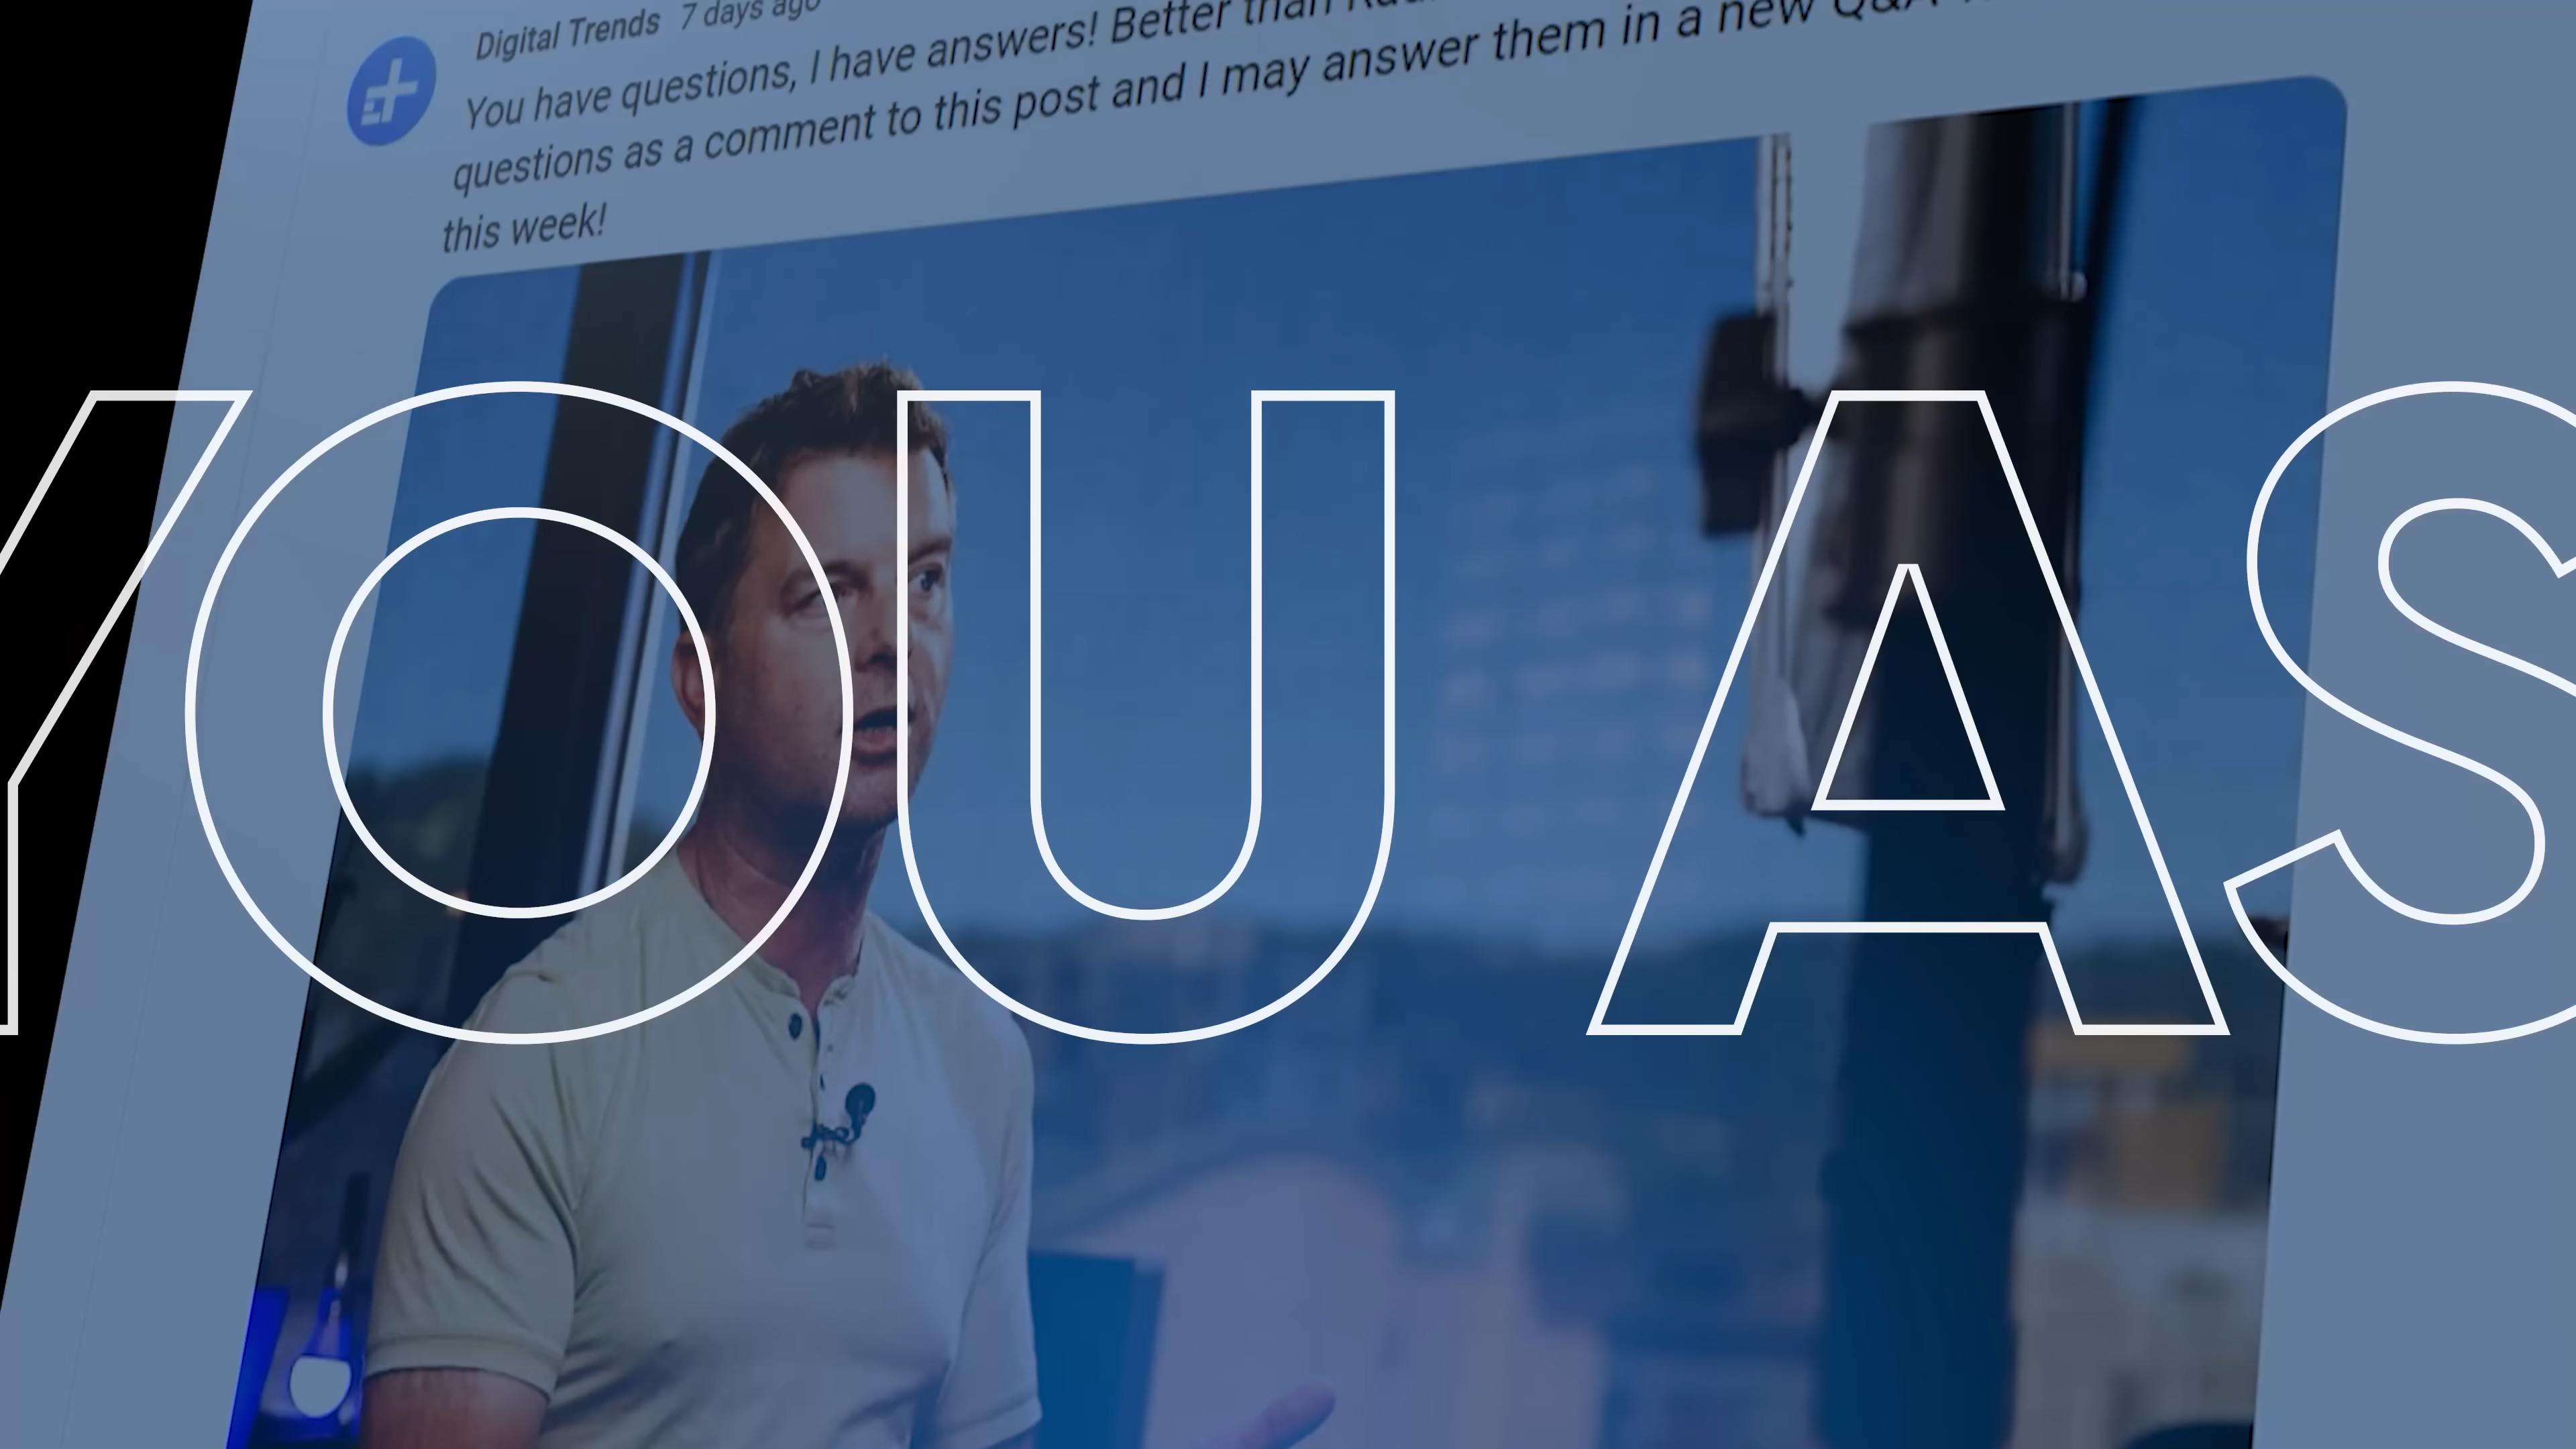 Digital Trends 7 days ago
You have questions, I have answers! Better than
questions as a comment to this post and I may answer them in a new Q&A
this week!
YOU AS